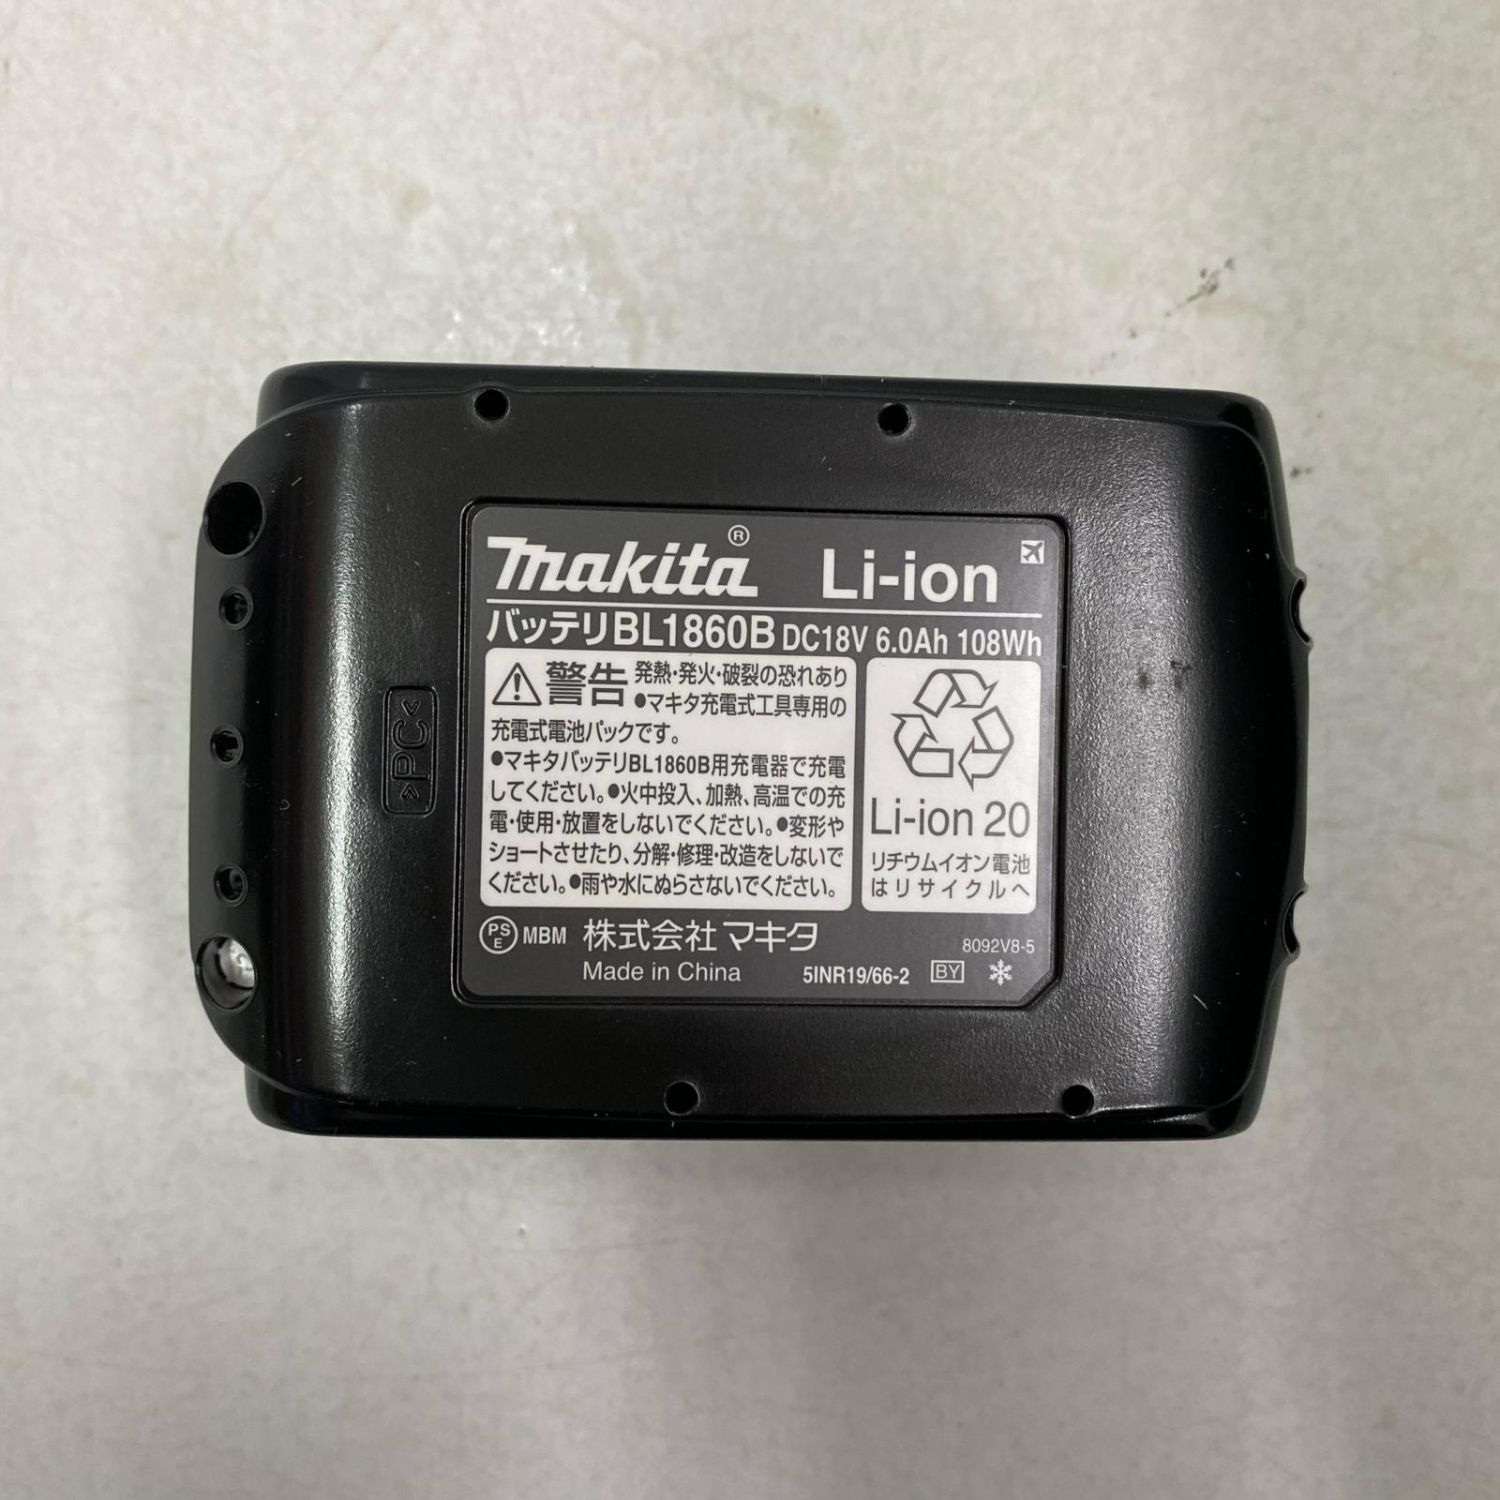 makita® Li-ion
バッテリBL1860B DC18V 6.0Ah 108Wh
警告 発熱・発火・破裂の恐れあり
●マキタ充電式工具専用の
充電式電池パックです。
●マキタバッテリBL1860B用充電器で充電
してください。●火中投入、加熱、高温での充
電・使用・放置をしないでください。●変形や
ショートさせたり、分解・修理・改造をしないで
ください。●雨や水にぬらさないでください。
Li-ion 20
リチウムイオン電池
はリサイクルへ
PS
E
MBM 株式会社マキタ
8092V8-5
Made in China
5INR19/66-2 BY
>PC<